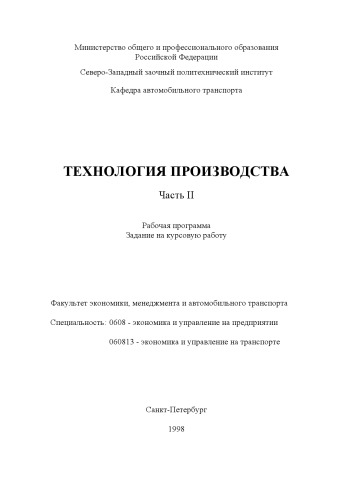 Министерство общего и профессионального образования
Российской Федерации
Северо-Западный заочный политехнический институт
Кафедра автомобильного транспорта
ТЕХНОЛОГИЯ ПРОИЗВОДСТВА
Часть II
Рабочая программа
Задание на курсовую работу
Факультет экономики, менеджмента и автомобильного транспорта
Специальность: 0608 - экономика и управление на предприятии
060813 - экономика и управление на транспорте
Санкт-Петербург
1998